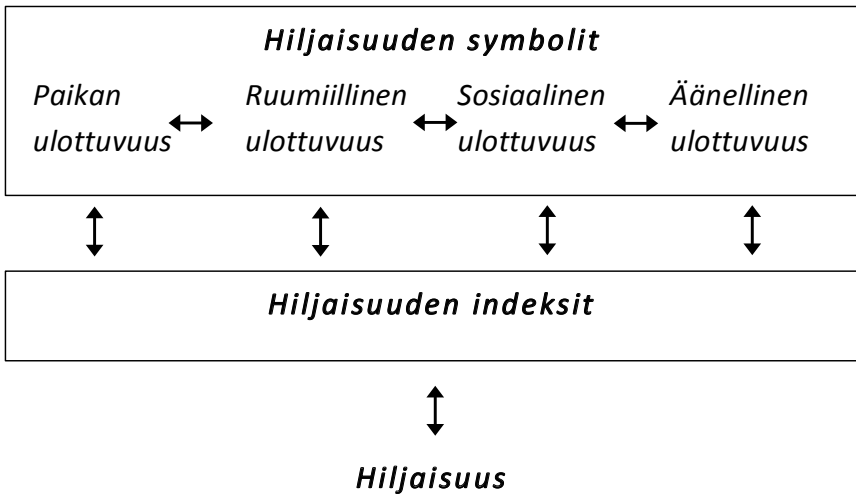 Hiljaisuuden symbolit
Paikan Ruumiillinen Sosiaalinen Äänellinen
ulottuvuus ulottuvuus ulottuvuus ulottuvuus
Hiljaisuuden indeksit
Hiljaisuus